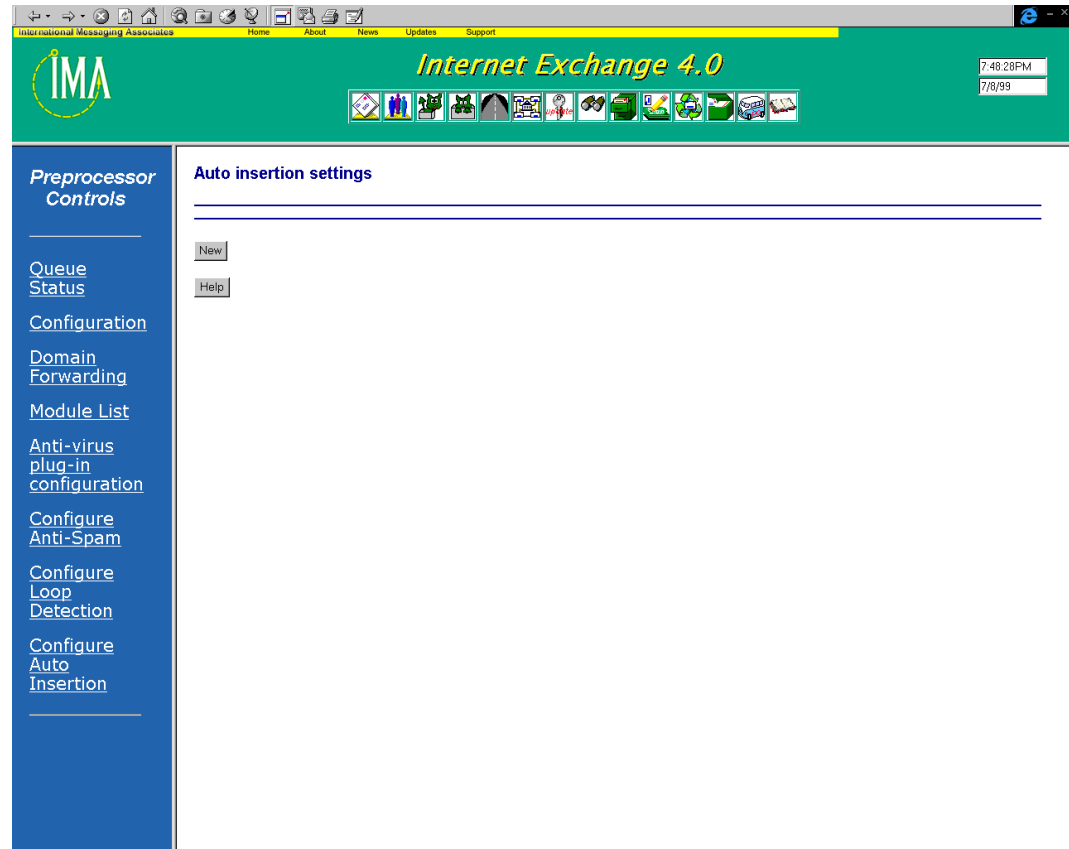 International Messaging Associates Home About News Updates Support
IMA
Internet Exchange 4.0
7:48:28PM
7/8/99
update
Preprocessor
Controls
Queue
Status
Configuration
Domain
Forwarding
Module List
Anti-virus
plug-in
configuration
Configure
Anti-Spam
Configure
Loop
Detection
Configure
Auto
Insertion
Auto insertion settings
New
Help